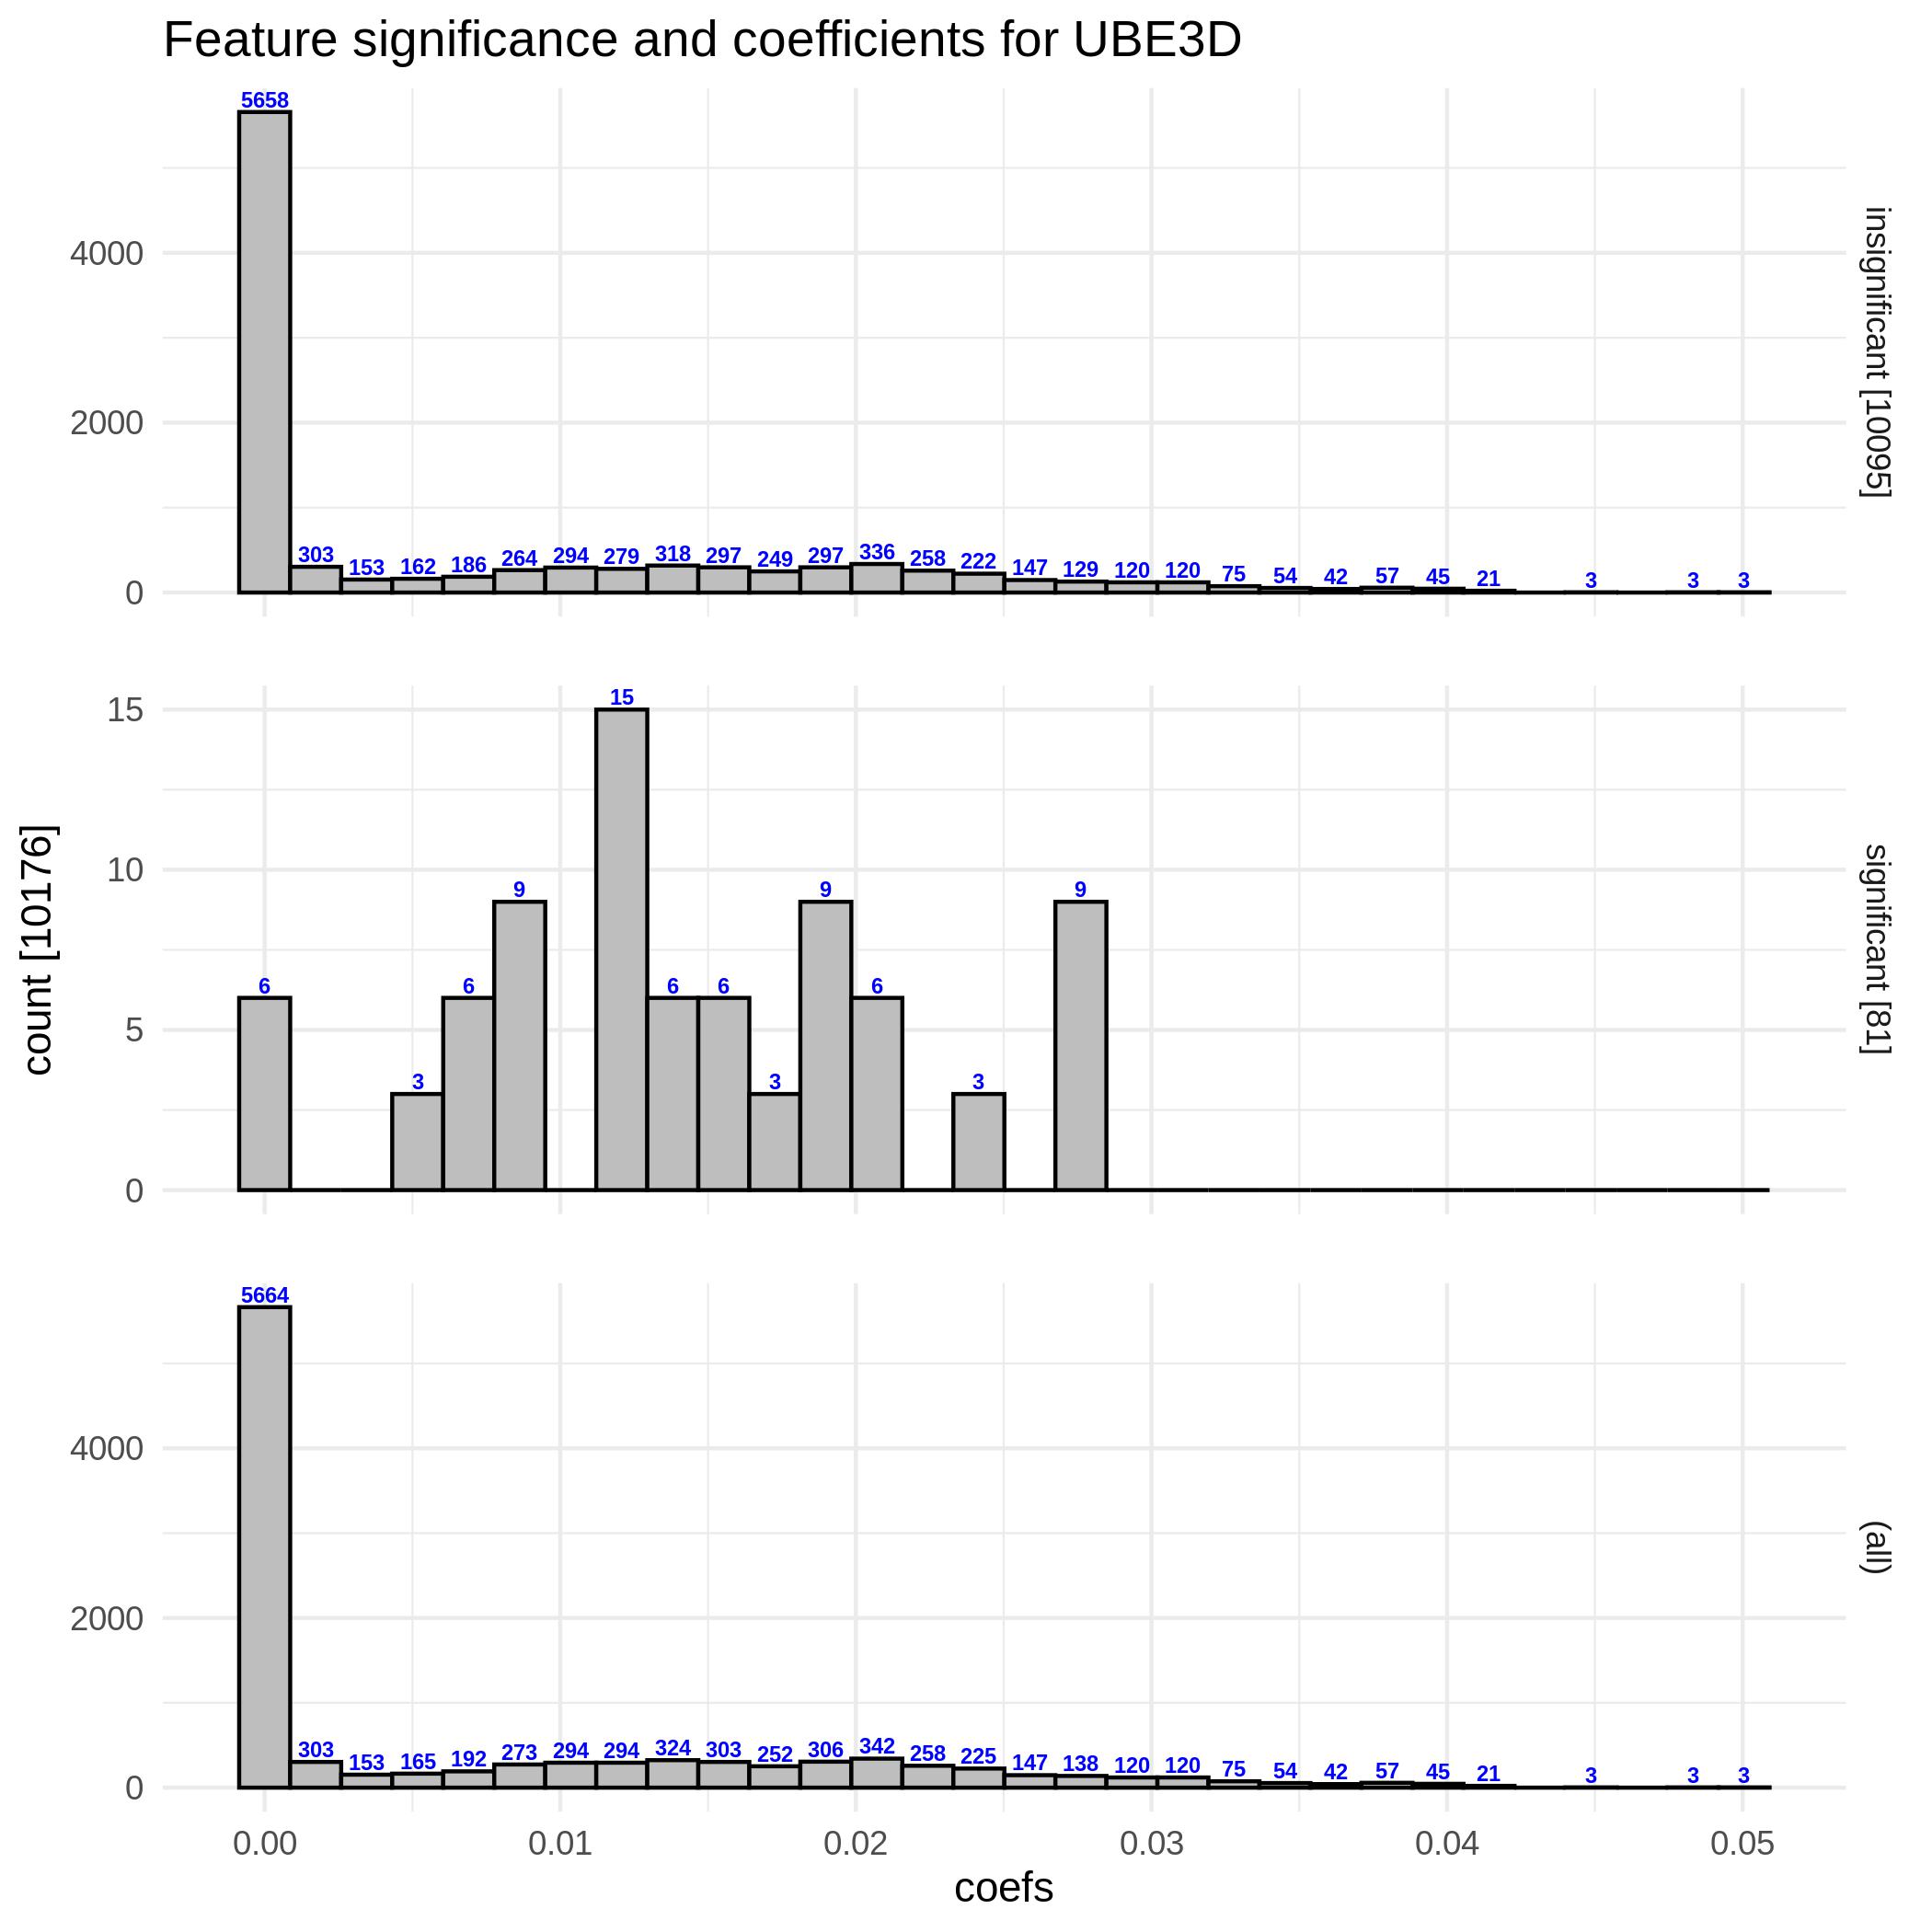 Feature significance and coefficients for UBE3D
5658
303 153 162 186 264 294 279 318 297 249 297 336 258 222 147 129 120 120 75 54 42 57 45 21 3 3 3
4000
2000
0
insignificant [10095]
15
9 9 9
6 6 6 6 6
3 3 3
15
10
5
0
significant [81]
count [10176]
5664
303 153 165 192 273 294 294 324 303 252 306 342 258 225 147 138 120 120 75 54 42 57 45 21 3 3 3
4000
2000
0
(all)
0.00 0.01 0.02 0.03 0.04 0.05
coefs